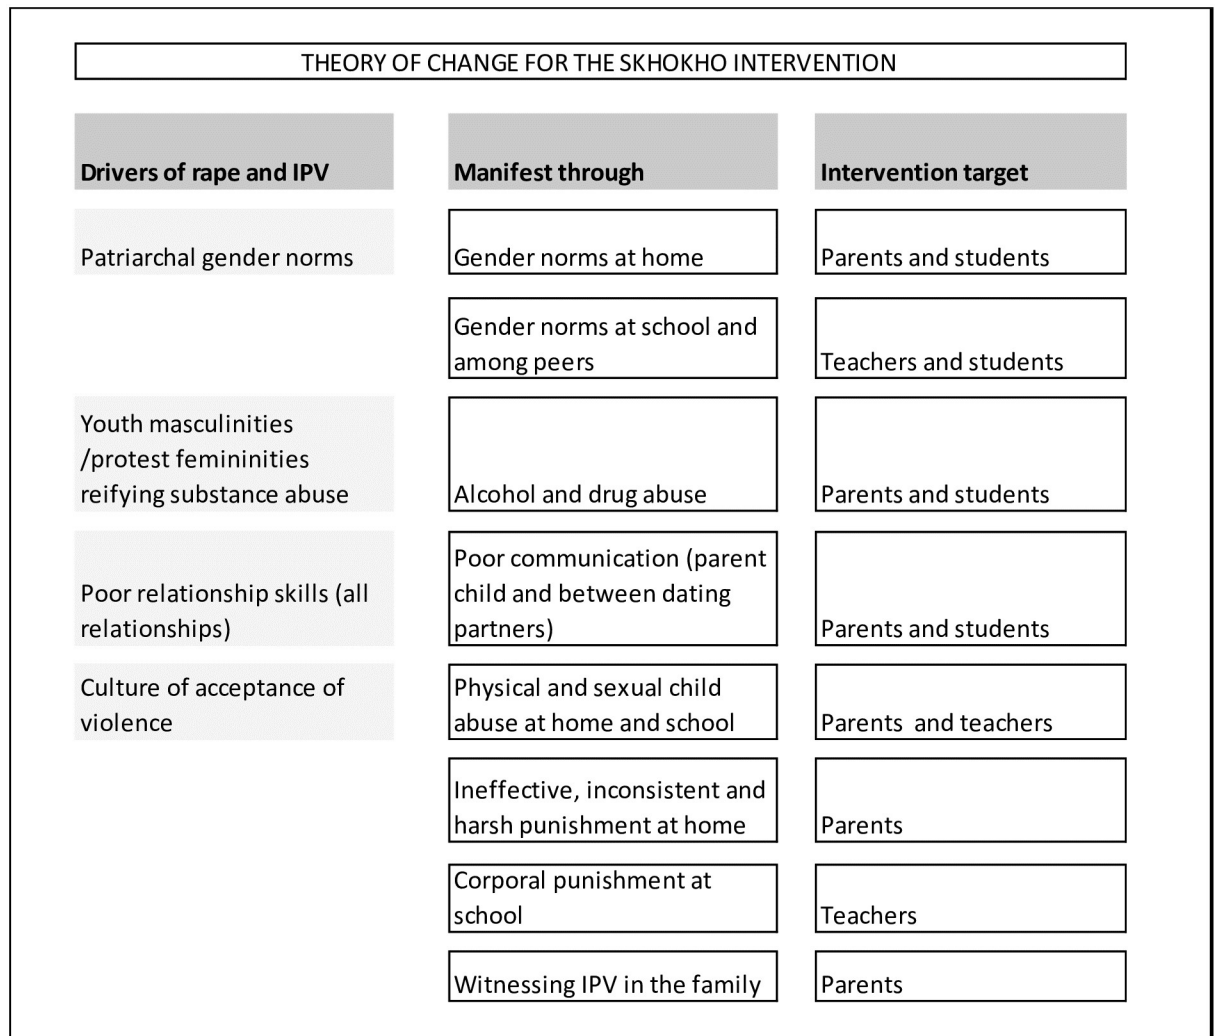 THEORY OF CHANGE FOR THE SKHOKHO INTERVENTION
Drivers of rape and IPV
Manifest through
Intervention target
Patriarchal gender norms
Gender norms at home
Parents and students
Gender norms at school and
among peers
Teachers and students
Youth masculinities
/protest femininities
reifying substance abuse
Alcohol and drug abuse
Parents and students
Poor relationship skills (all
relationships)
Poor communication (parent
child and between dating
partners)
Parents and students
Culture of acceptance of
violence
Physical and sexual child
abuse at home and school
Parents  and teachers
Ineffective, inconsistent and
harsh punishment at home
Parents
Corporal punishment at
school
Teachers
Witnessing IPV in the family
Parents